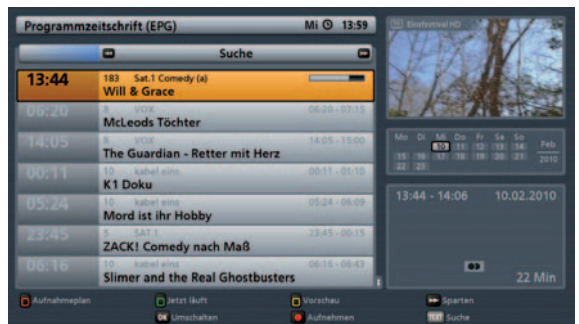 Programmzeitschrift (EPG) Mi 13:59
Einsfestival HD
Suche
13:44 183 Sat.1 Comedy (a)
Will & Grace
06:20 8 VOX 06:20 - 07:15
McLeods Töchter
14:05 8 VOX 14:05 - 15:00
The Guardian - Retter mit Herz
00:11 10 kabel eins 00:11 - 01:10
K1 Doku
05:24 10 kabel eins 05:24 - 06:09
Mord ist ihr Hobby
23:45 5 SAT.1 23:45 - 00:15
ZACK! Comedy nach Maß
06:16 10 kabel eins 06:16 - 06:43
Slimer and the Real Ghostbusters
Mo Di Mi Do Fr Sa So
10 11 12 13 14 Feb
15 16 17 18 19 20 21 2010
22 23
13:44 - 14:06 10.02.2010
22 Min
Aufnahmeplan Jetzt läuft Vorschau Sparten
OK Umschalten Aufnehmen TEXT Suche